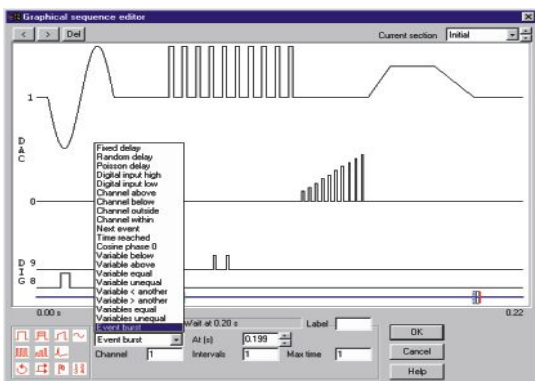 Graphical sequence editor
< > Del
Current section Initial
1
DAC
0
DIG
9
8
Fixed delay
Random delay
Poisson delay
Digital input high
Digital input low
Channel above
Channel below
Channel outside
Channel within
Next event
Time reached
Cosine phase 0
Variable below
Variable above
Variable equal
Variable unequal
Variable < another
Variable > another
Variables equal
Variables unequal
Event burst
0.00 s
0.22
Wait at 0.20 s
Label
Event burst
At (s) 0.199
Channel 1
Intervals 1
Max time 1
OK
Cancel
Help